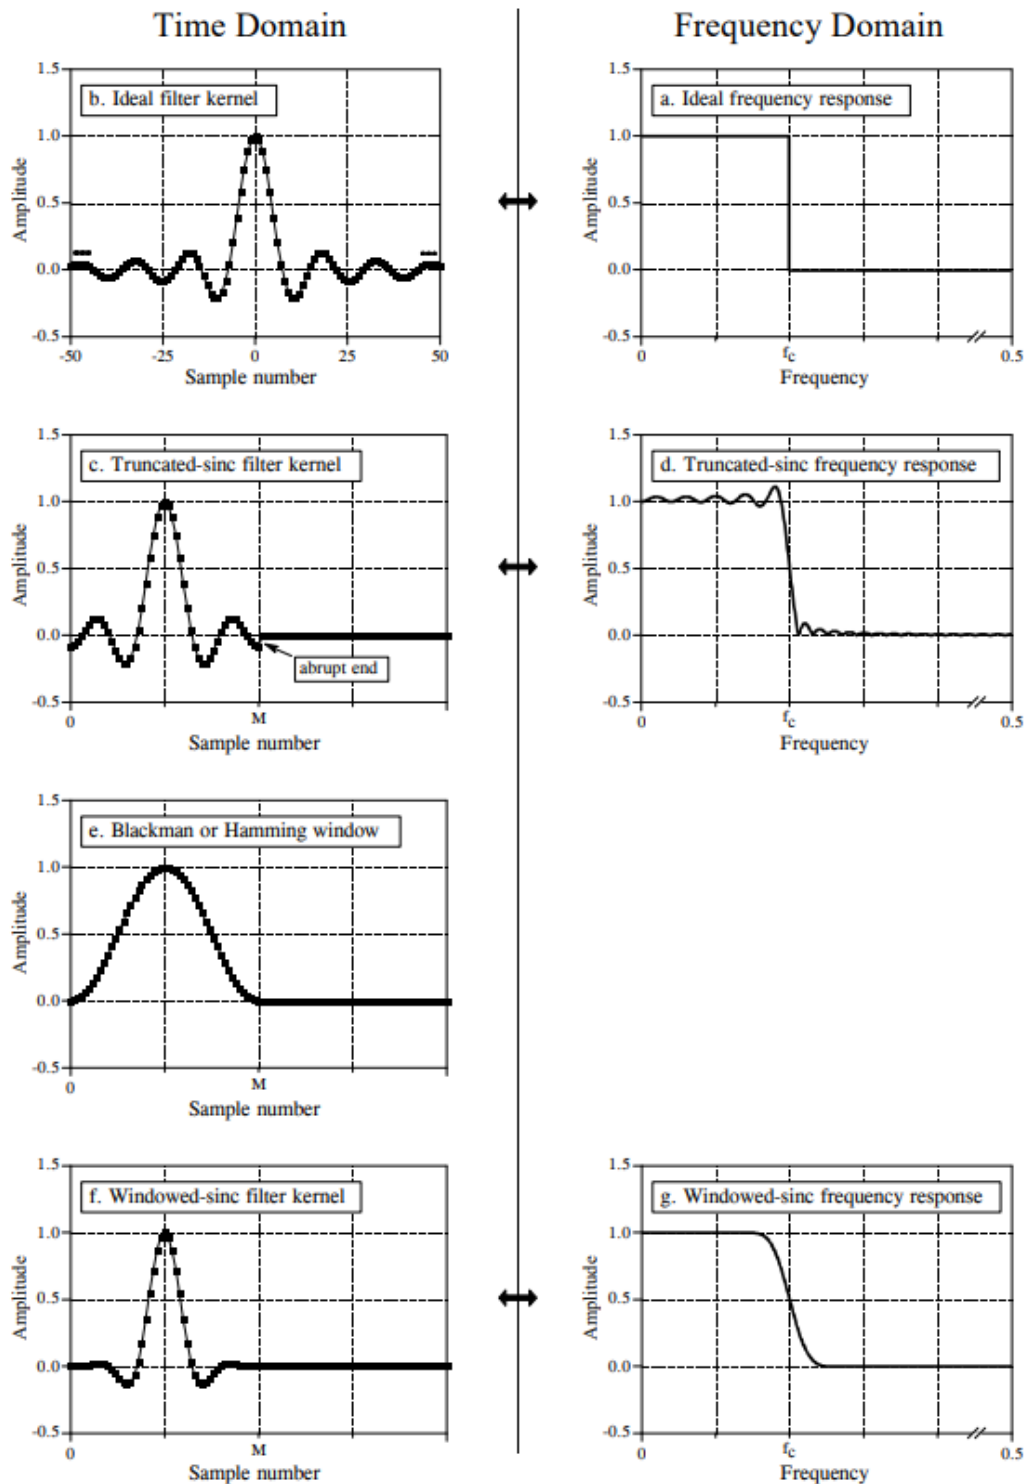 Time Domain
Frequency Domain
1.5
b. Ideal filter kernel
1.0
0.5
0.0
-0.5
-50
-25
0
25
50
Amplitude
Sample number
1.5
a. Ideal frequency response
1.0
0.5
0.0
-0.5
0
fc
0.5
Amplitude
Frequency
1.5
c. Truncated-sinc filter kernel
1.0
0.5
0.0
-0.5
abrupt end
0
M
Amplitude
Sample number
1.5
d. Truncated-sinc frequency response
1.0
0.5
0.0
-0.5
0
fc
0.5
Amplitude
Frequency
1.5
e. Blackman or Hamming window
1.0
0.5
0.0
-0.5
0
M
Amplitude
Sample number
1.5
f. Windowed-sinc filter kernel
1.0
0.5
0.0
-0.5
0
M
Amplitude
Sample number
1.5
g. Windowed-sinc frequency response
1.0
0.5
0.0
-0.5
0
fc
0.5
Amplitude
Frequency